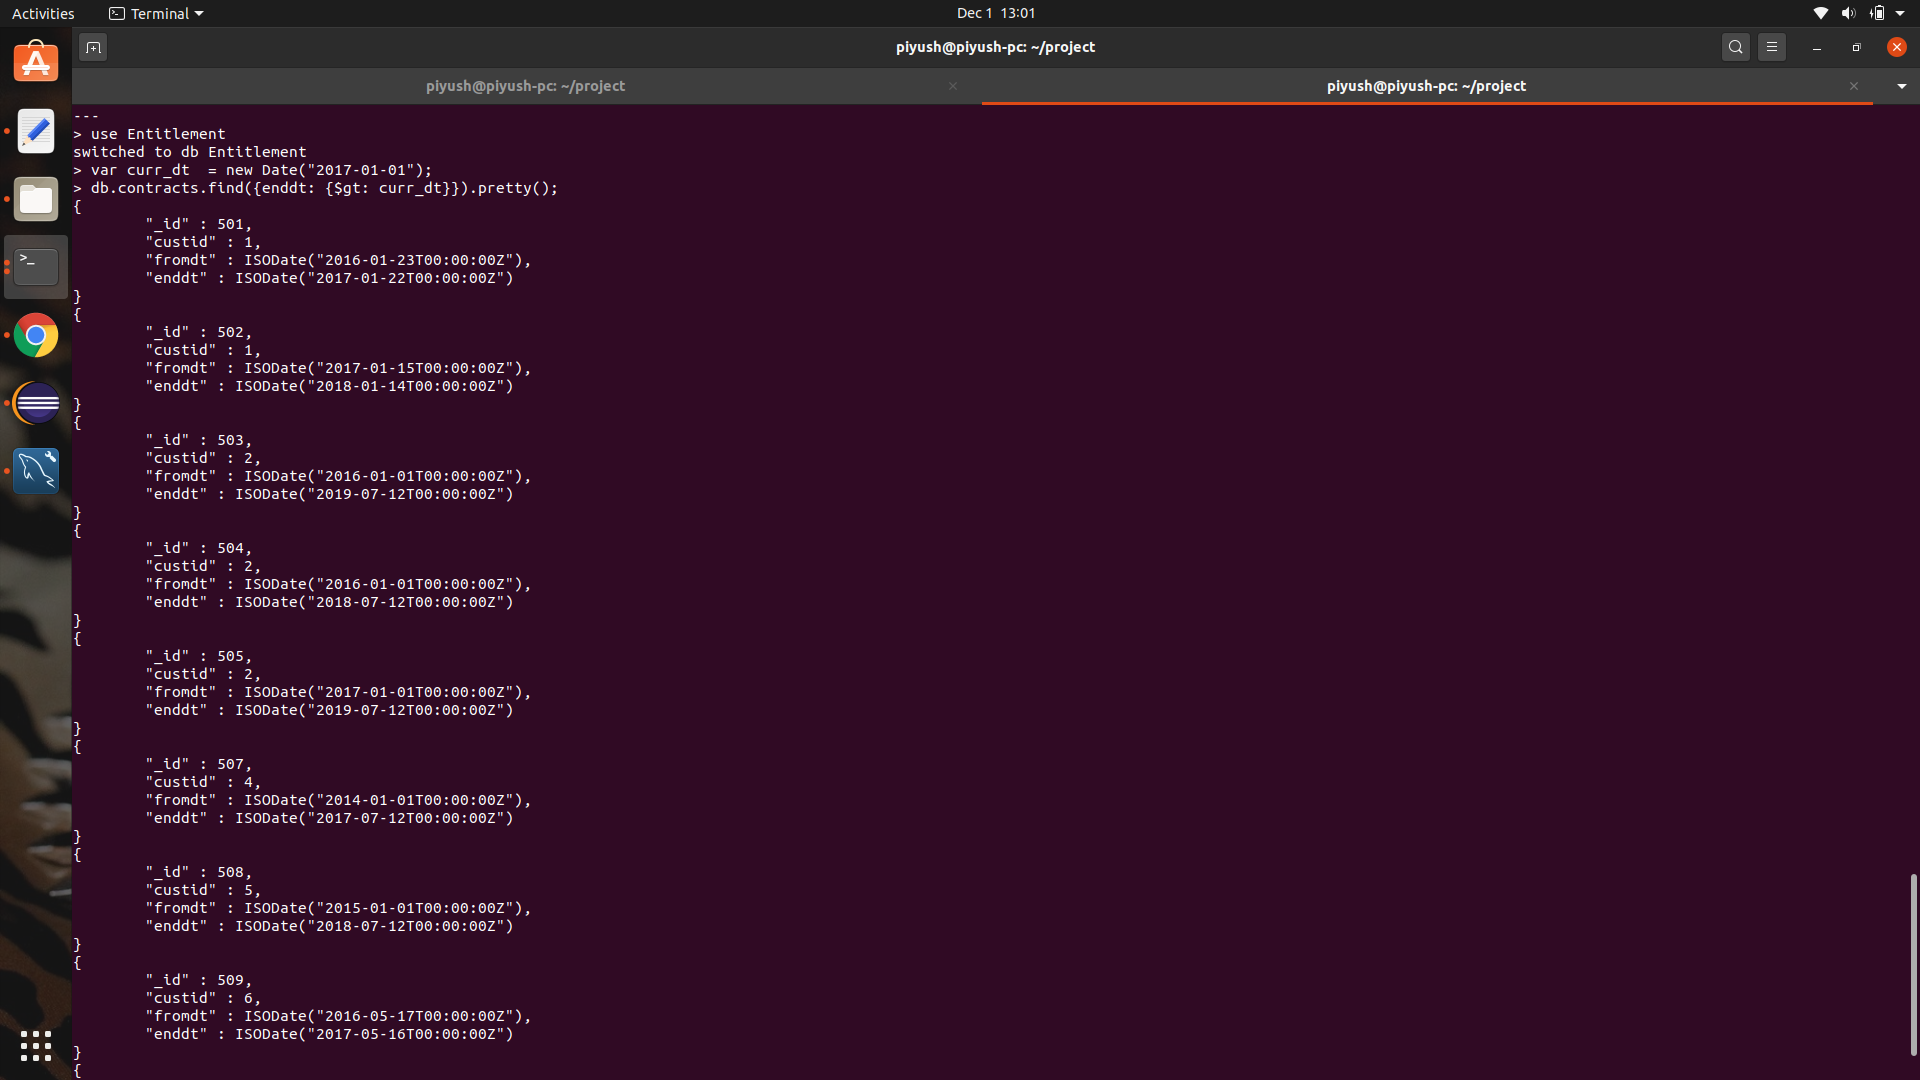 Activities
Terminal
Dec 1 13:01
piyush@piyush-pc: ~/project
piyush@piyush-pc: ~/project
piyush@piyush-pc: ~/project
---
> use Entitlement
switched to db Entitlement
> var curr_dt  = new Date("2017-01-01");
> db.contracts.find({enddt: {$gt: curr_dt}}).pretty();
{
        "_id" : 501,
        "custid" : 1,
        "fromdt" : ISODate("2016-01-23T00:00:00Z"),
        "enddt" : ISODate("2017-01-22T00:00:00Z")
}
{
        "_id" : 502,
        "custid" : 1,
        "fromdt" : ISODate("2017-01-15T00:00:00Z"),
        "enddt" : ISODate("2018-01-14T00:00:00Z")
}
{
        "_id" : 503,
        "custid" : 2,
        "fromdt" : ISODate("2016-01-01T00:00:00Z"),
        "enddt" : ISODate("2019-07-12T00:00:00Z")
}
{
        "_id" : 504,
        "custid" : 2,
        "fromdt" : ISODate("2016-01-01T00:00:00Z"),
        "enddt" : ISODate("2018-07-12T00:00:00Z")
}
{
        "_id" : 505,
        "custid" : 2,
        "fromdt" : ISODate("2017-01-01T00:00:00Z"),
        "enddt" : ISODate("2019-07-12T00:00:00Z")
}
{
        "_id" : 507,
        "custid" : 4,
        "fromdt" : ISODate("2014-01-01T00:00:00Z"),
        "enddt" : ISODate("2017-07-12T00:00:00Z")
}
{
        "_id" : 508,
        "custid" : 5,
        "fromdt" : ISODate("2015-01-01T00:00:00Z"),
        "enddt" : ISODate("2018-07-12T00:00:00Z")
}
{
        "_id" : 509,
        "custid" : 6,
        "fromdt" : ISODate("2016-05-17T00:00:00Z"),
        "enddt" : ISODate("2017-05-16T00:00:00Z")
}
{